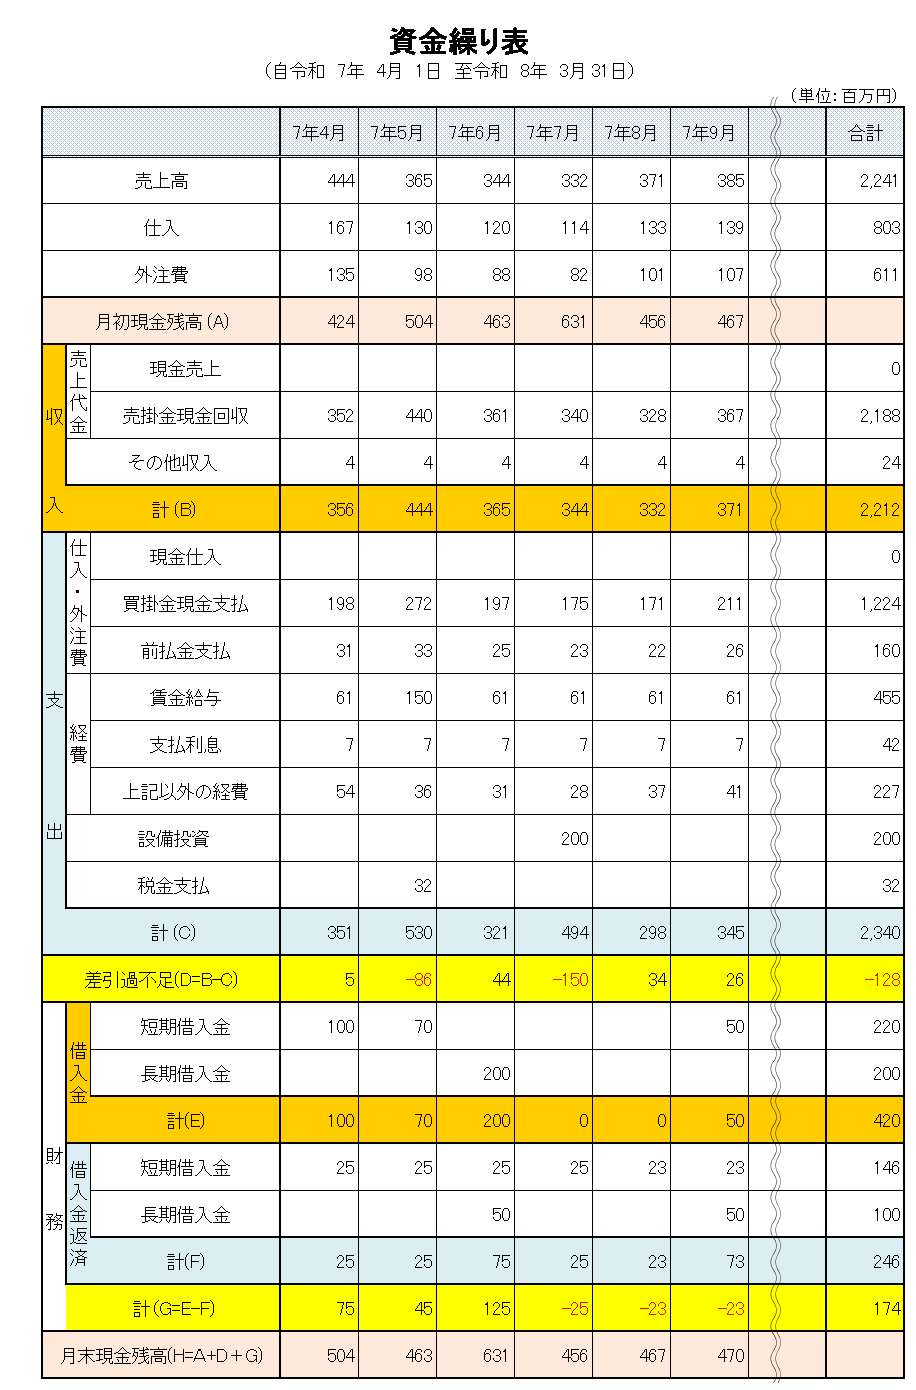 資金繰り表
（自令和 7年 4月 1日 至令和 8年 3月31日）
（単位：百万円）
7年4月 7年5月 7年6月 7年7月 7年8月 7年9月 合計
売上高 444 365 344 332 371 385 2,241
仕入 167 130 120 114 133 139 803
外注費 135 98 88 82 101 107 611
月初現金残高(A) 424 504 463 631 456 467
収入
売上代金
現金売上 0
売掛金現金回収 352 440 361 340 328 367 2,188
その他収入 4 4 4 4 4 4 24
計(B) 356 444 365 344 332 371 2,212
支出
仕入・外注費
現金仕入 0
買掛金現金支払 198 272 197 175 171 211 1,224
前払金支払 31 33 25 23 22 26 160
経費
賃金給与 61 150 61 61 61 61 455
支払利息 7 7 7 7 7 7 42
上記以外の経費 54 36 31 28 37 41 227
設備投資 200 200
税金支払 32 32
計(C) 351 530 321 494 298 345 2,340
差引過不足(D=B-C) 5 -86 44 -150 34 26 -128
財務
借入金
短期借入金 100 70 50 220
長期借入金 200 200
計(E) 100 70 200 0 0 50 420
借入金返済
短期借入金 25 25 25 25 23 23 146
長期借入金 50 50 100
計(F) 25 25 75 25 23 73 246
計(G=E-F) 75 45 125 -25 -23 -23 174
月末現金残高(H=A+D＋G) 504 463 631 456 467 470